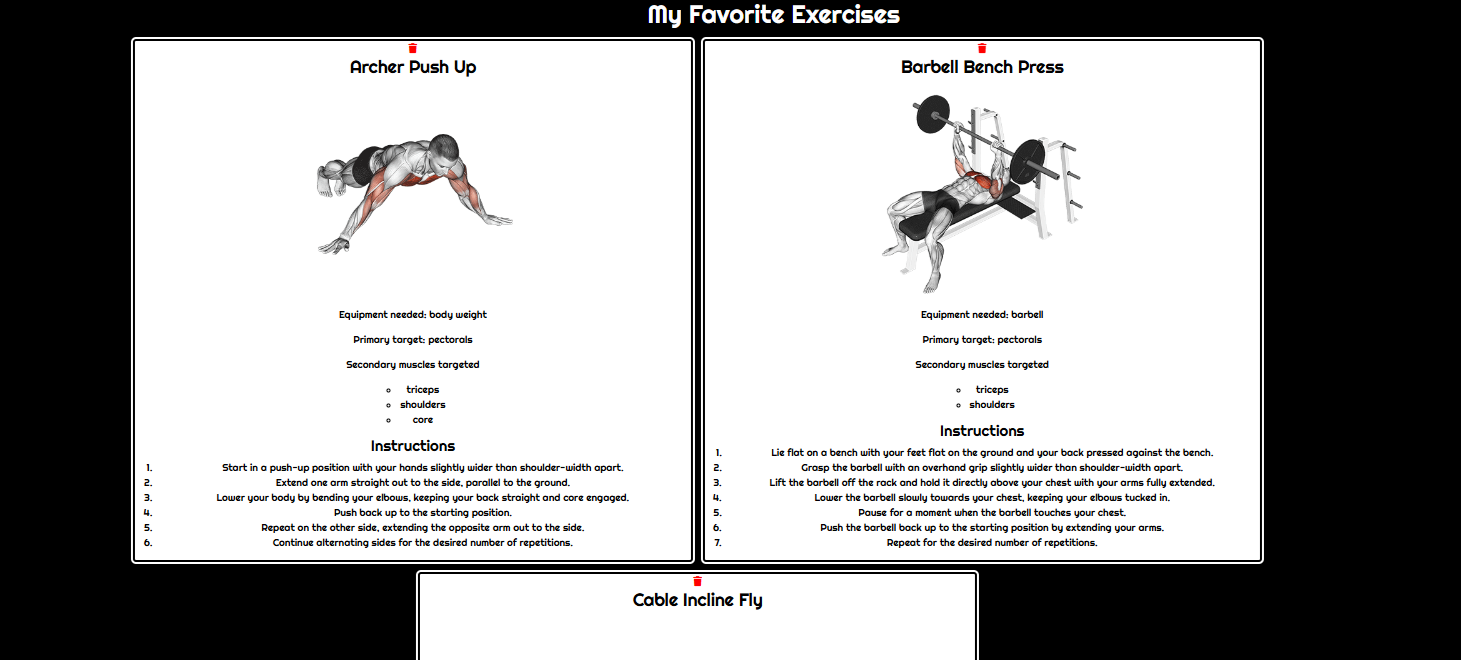 My Favorite Exercises
Archer Push Up
Equipment needed: body weight
Primary target: pectorals
Secondary muscles targeted
triceps
shoulders
core
Instructions
1. Start in a push-up position with your hands slightly wider than shoulder-width apart.
2. Extend one arm straight out to the side, parallel to the ground.
3. Lower your body by bending your elbows, keeping your back straight and core engaged.
4. Push back up to the starting position.
5. Repeat on the other side, extending the opposite arm out to the side.
6. Continue alternating sides for the desired number of repetitions.
Barbell Bench Press
Equipment needed: barbell
Primary target: pectorals
Secondary muscles targeted
triceps
shoulders
Instructions
1. Lie flat on a bench with your feet flat on the ground and your back pressed against the bench.
2. Grasp the barbell with an overhand grip slightly wider than shoulder-width apart.
3. Lift the barbell off the rack and hold it directly above your chest with your arms fully extended.
4. Lower the barbell slowly towards your chest, keeping your elbows tucked in.
5. Pause for a moment when the barbell touches your chest.
6. Push the barbell back up to the starting position by extending your arms.
7. Repeat for the desired number of repetitions.
Cable Incline Fly